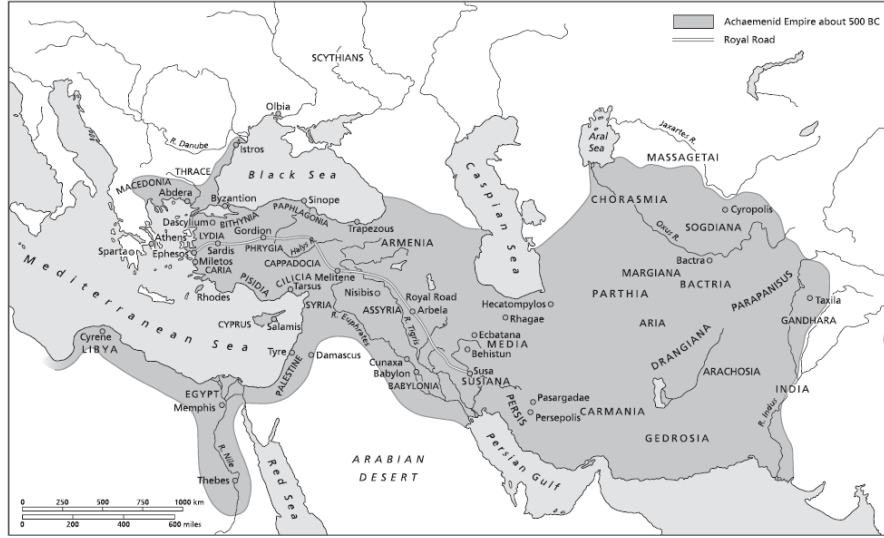 Achaemenid Empire about 500 BC
Royal Road
SCYTHIANS
Olbia
R. Danube
Istros
Aral
Sea
Jaxartes R.
MASSAGETAI
THRACE
Black Sea
Caspian Sea
MACEDONIA
Abdera
Byzantion
Sinope
PAPHLAGONIA
CHORASMIA
Cyropolis
SOGDIANA
Oxus R.
Dascylium
BITHYNIA
Trapezous
Gordion
LYDIA
Athens
Sparta
Ephesos
Sardis
PHRYGIA
Halys R.
ARMENIA
Miletos
CARIA
CAPPADOCIA
Bactra
MARGIANA
BACTRIA
PARAPANISUS
PISIDIA
CILICIA
Melitene
Tarsus
Rhodes
Nisibis
Royal Road
Arbela
Hecatompylos
PARTHIA
Taxila
Mediterranean Sea
SYRIA
ASSYRIA
R. Tigris
Rhagae
GANDHARA
CYPRUS
Salamis
R. Euphrates
Ecbatana
MEDIA
Behistun
ARIA
DRANGIANA
Cyrene
LIBYA
Tyre
Damascus
PALESTINE
Cunaxa
Babylon
BABYLONIA
Susa
SUSIANA
ARACHOSIA
INDIA
R. Indus
EGYPT
Memphis
PERSIS
Pasargadae
Persepolis
CARMANIA
GEDROSIA
R. Nile
Thebes
Red Sea
ARABIAN
DESERT
Persian Gulf
0 250 500 750 1000 km
0 200 400 600 miles